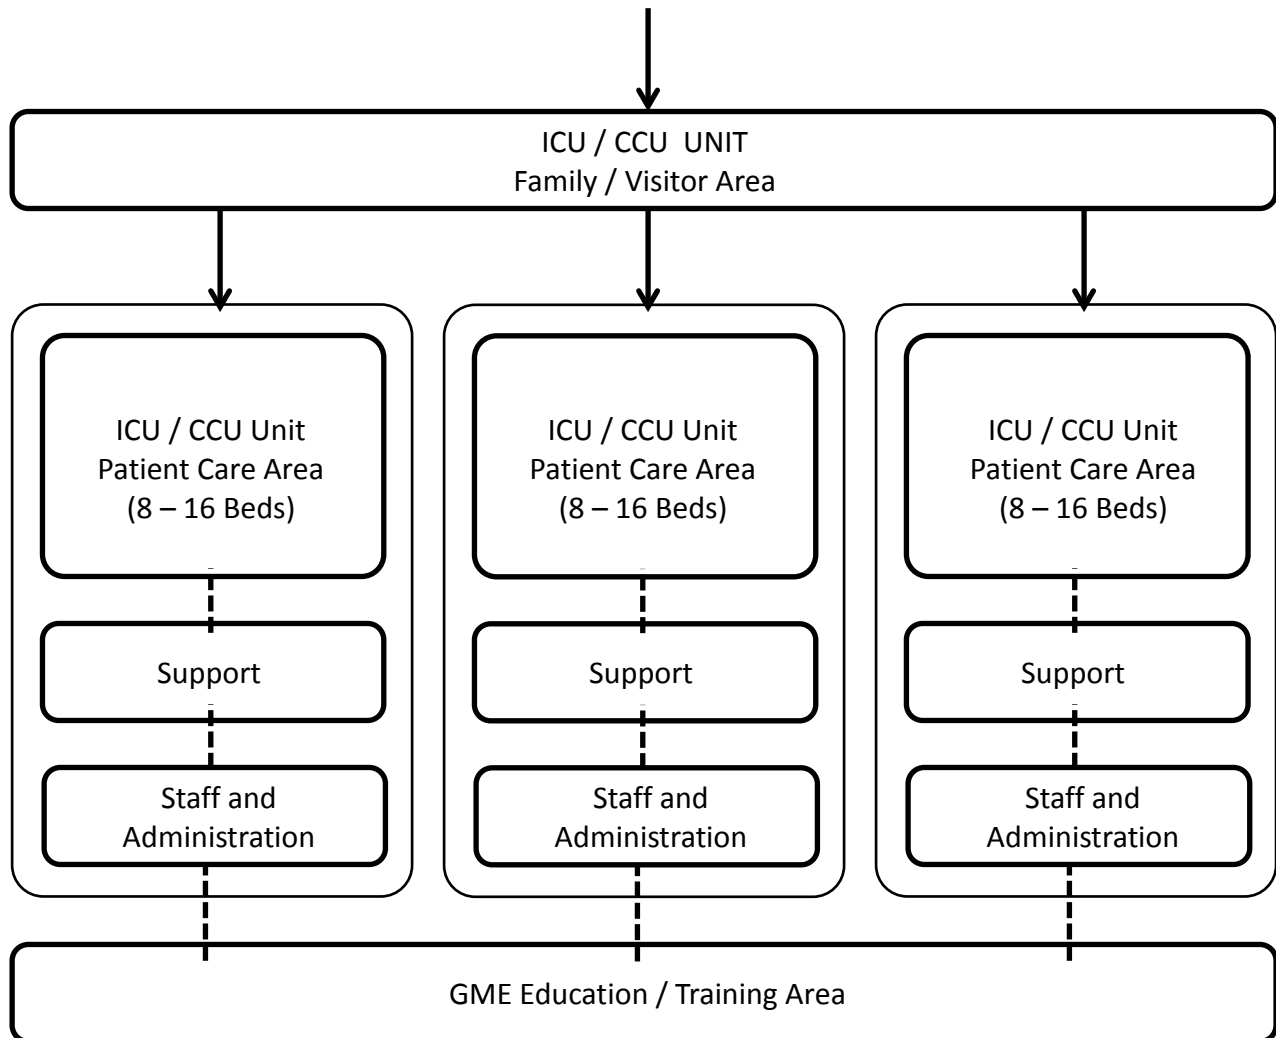 ICU / CCU  UNIT
Family / Visitor Area
ICU / CCU Unit
Patient Care Area
(8 – 16 Beds)
Support
Staff and
Administration
ICU / CCU Unit
Patient Care Area
(8 – 16 Beds)
Support
Staff and
Administration
ICU / CCU Unit
Patient Care Area
(8 – 16 Beds)
Support
Staff and
Administration
GME Education / Training Area